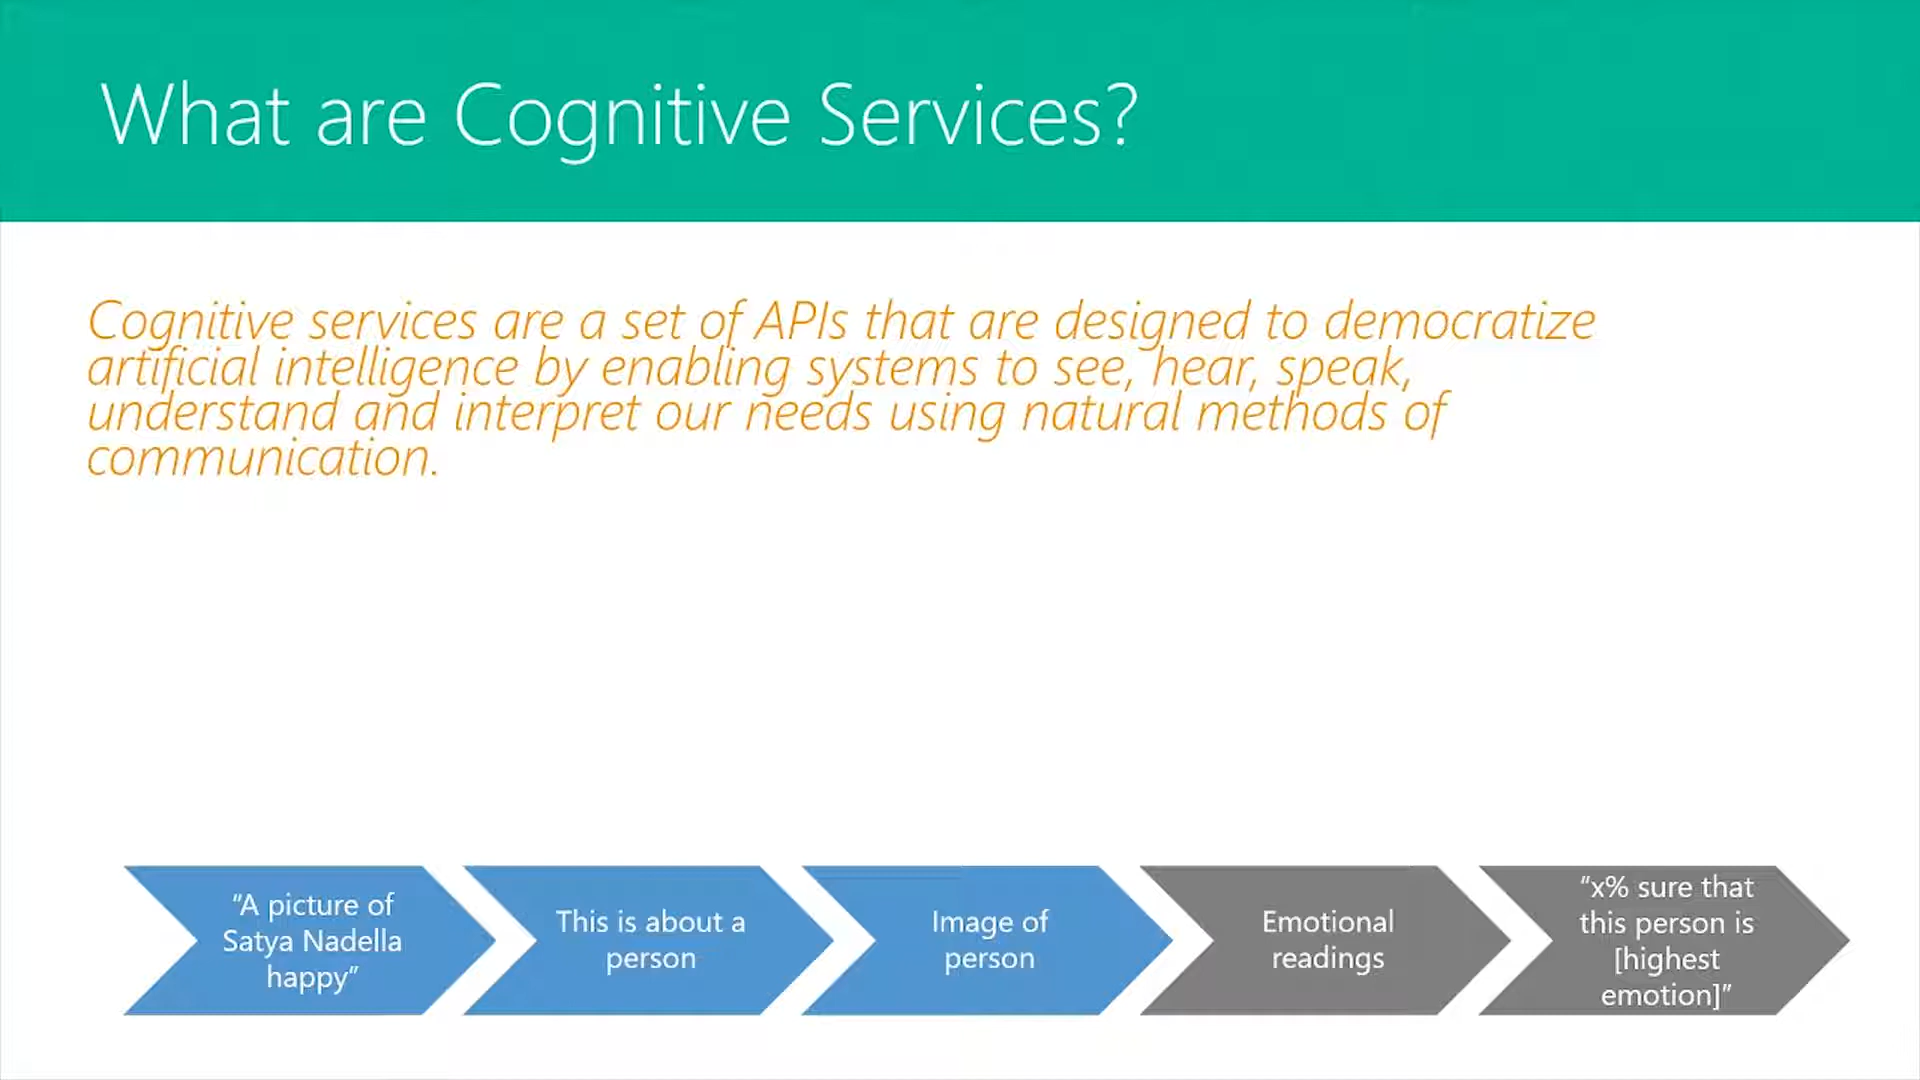 What are Cognitive Services?
Cognitive services are a set of APIs that are designed to democratize
artificial intelligence by enabling systems to see, hear, speak,
understand and interpret our needs using natural methods of
communication.
“A picture of
Satya Nadella
happy”
This is about a
person
Image of
person
Emotional
readings
“x% sure that
this person is
[highest
emotion]”